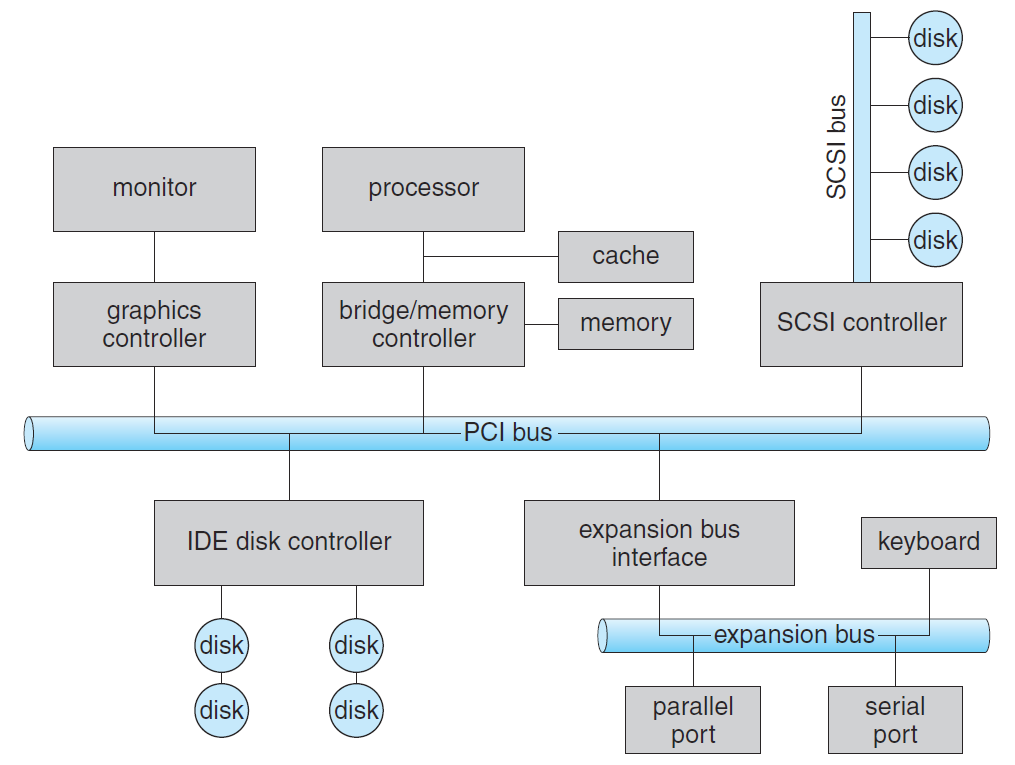 disk
disk
disk
disk
SCSI bus
monitor
processor
cache
graphics
controller
bridge/memory
controller
memory
SCSI controller
PCI bus
IDE disk controller
expansion bus
interface
keyboard
disk
disk
disk
disk
expansion bus
parallel
port
serial
port